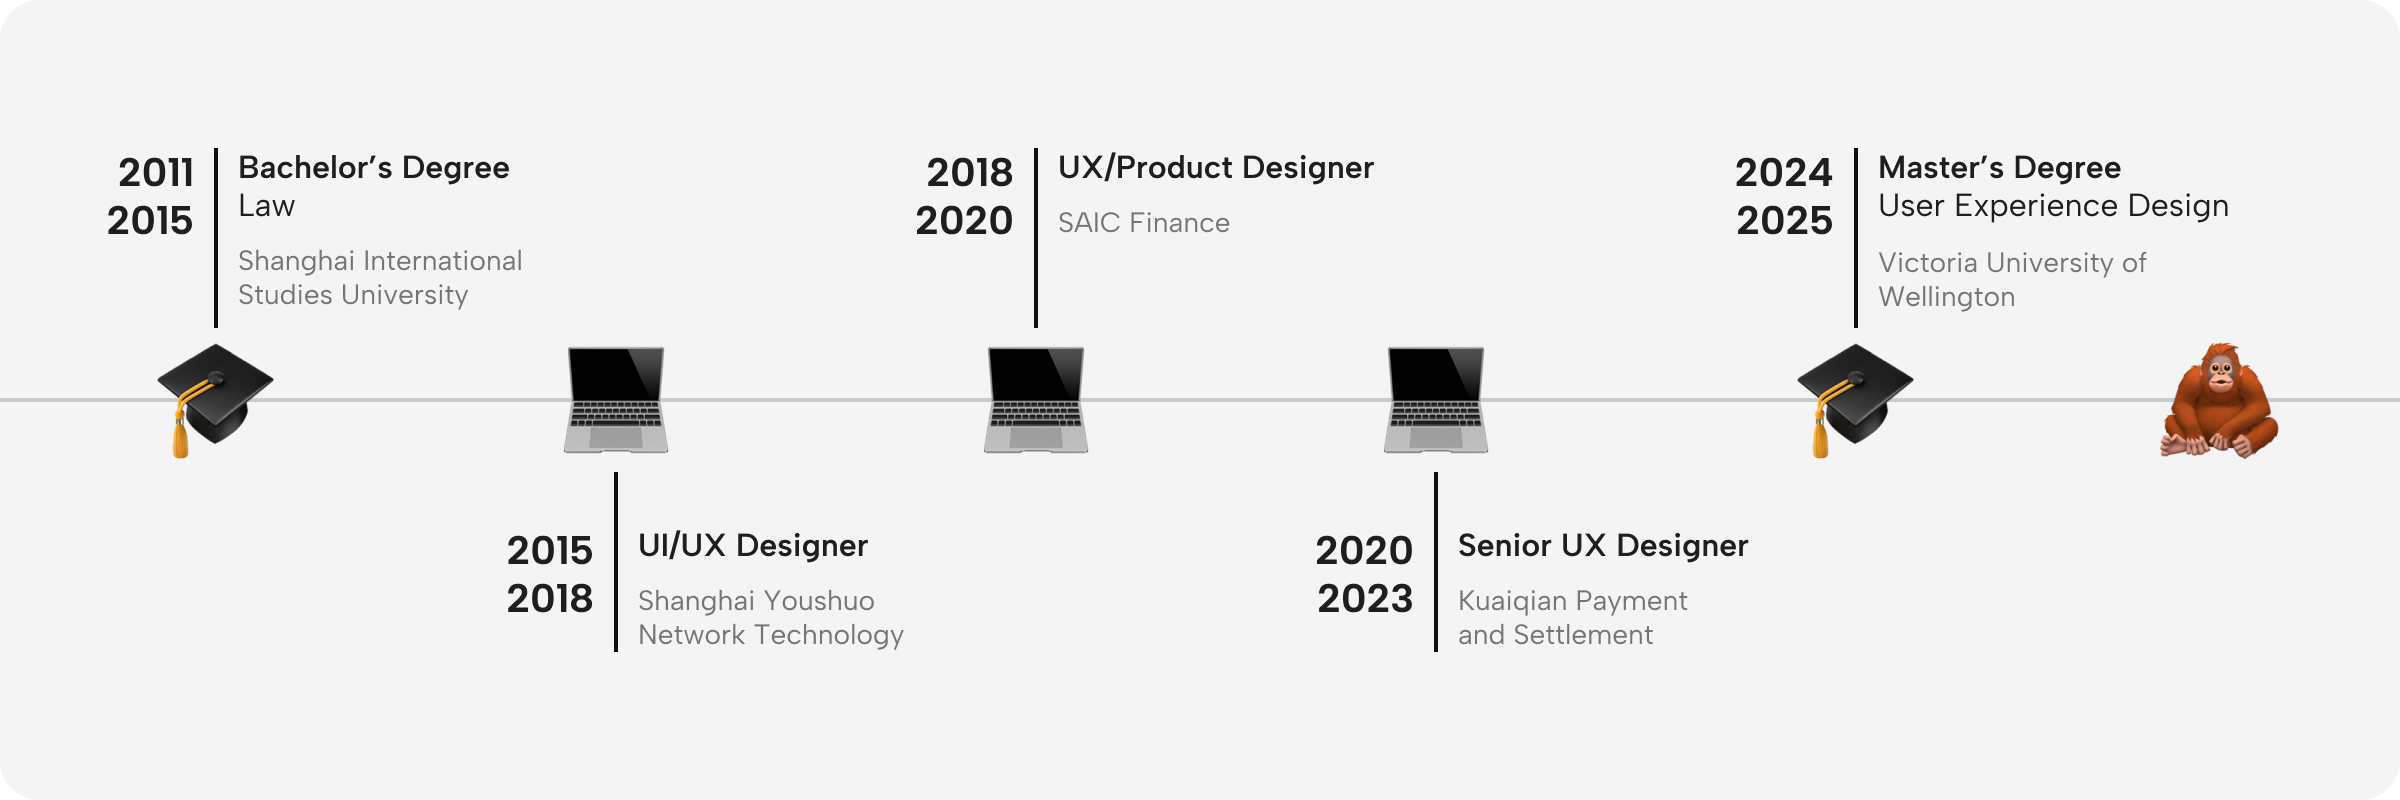 2011
2015
Bachelor’s Degree
Law
Shanghai International
Studies University
2015
2018
UI/UX Designer
Shanghai Youshuo
Network Technology
2018
2020
UX/Product Designer
SAIC Finance
2020
2023
Senior UX Designer
Kuaiqian Payment
and Settlement
2024
2025
Master’s Degree
User Experience Design
Victoria University of
Wellington